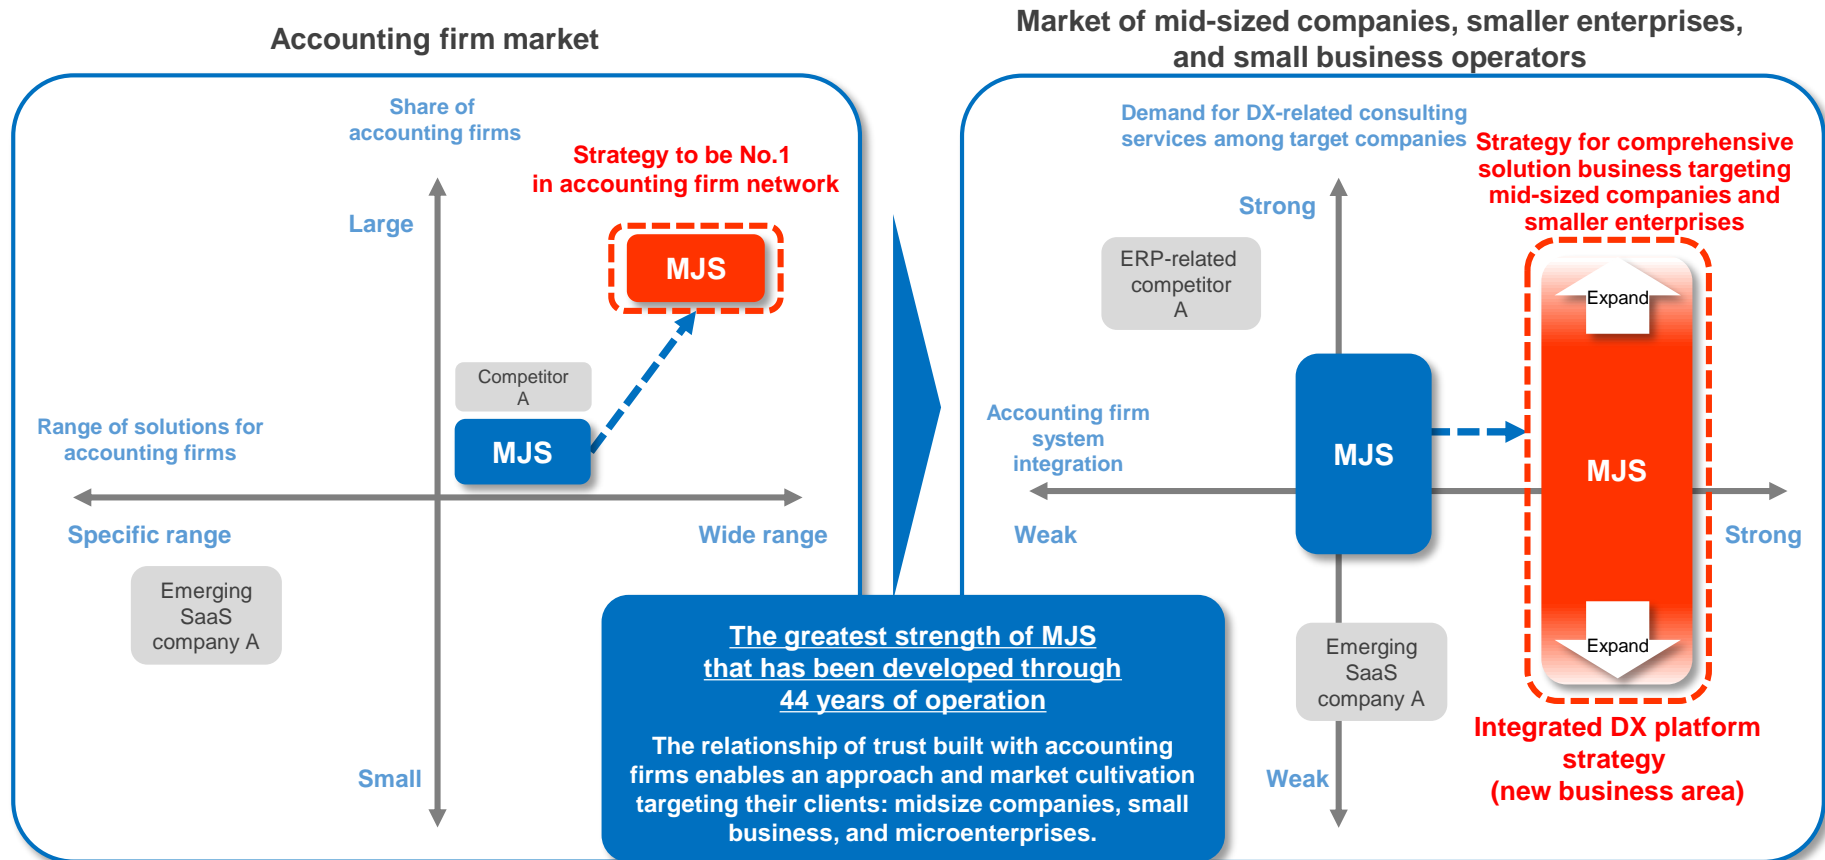 Accounting firm market
Share of
accounting firms
Strategy to be No.1
in accounting firm network
Large
MJS
Competitor
A
MJS
Range of solutions for
accounting firms
Specific range
Wide range
Emerging
SaaS
company A
Small
The greatest strength of MJS
that has been developed through
44 years of operation
The relationship of trust built with accounting
firms enables an approach and market cultivation
targeting their clients: midsize companies, small
business, and microenterprises.
Market of mid-sized companies, smaller enterprises,
and small business operators
Demand for DX-related consulting
services among target companies
Strategy for comprehensive
solution business targeting
mid-sized companies and
smaller enterprises
Strong
ERP-related
competitor
A
Expand
Accounting firm
system
integration
MJS
MJS
Weak
Strong
Emerging
SaaS
company A
Expand
Weak
Integrated DX platform
strategy
(new business area)